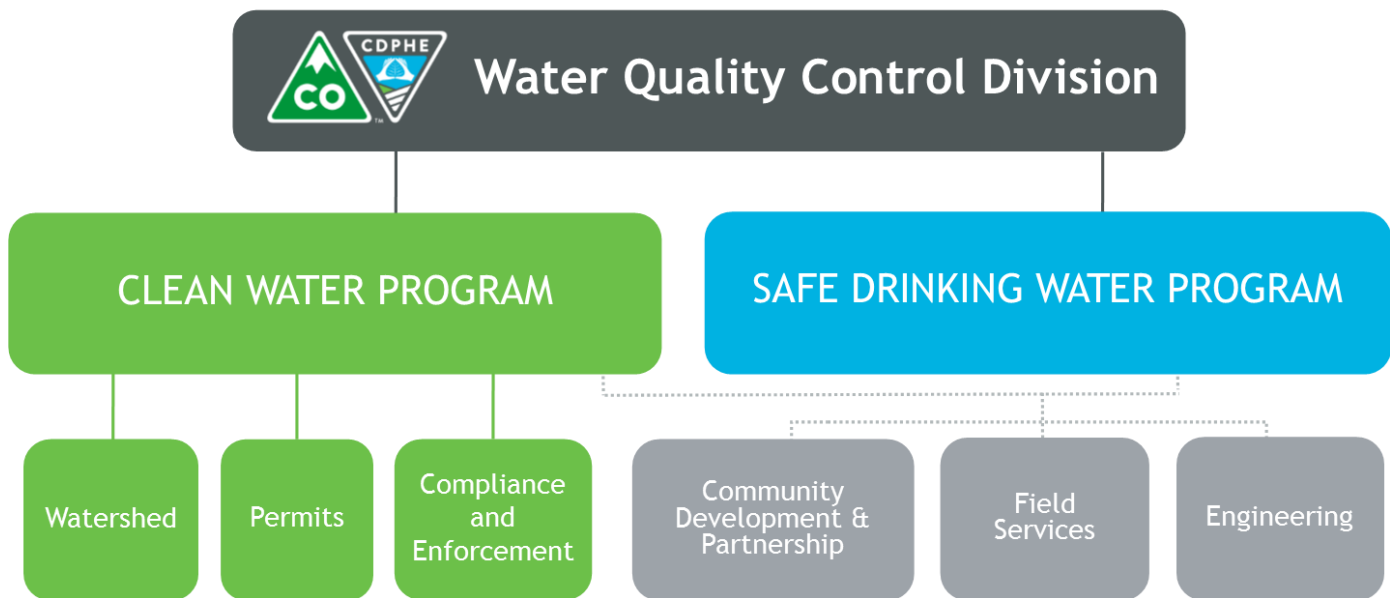 CDPHE
CO
TM
Water Quality Control Division
CLEAN WATER PROGRAM
SAFE DRINKING WATER PROGRAM
Watershed
Permits
Compliance
and
Enforcement
Community
Development &
Partnership
Field
Services
Engineering